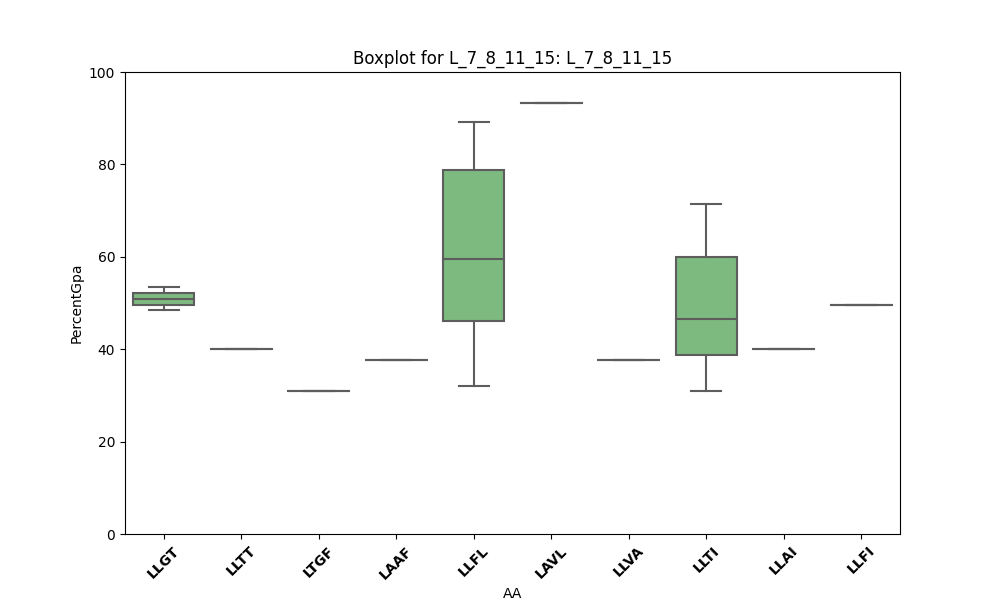 Boxplot for L_7_8_11_15: L_7_8_11_15
100
80
60
40
20
0
PercentGpa
LLGT
LLTT
LTGF
LAAF
LLFL
LAVL
LLVA
LLTI
LLAI
LLFI
AA